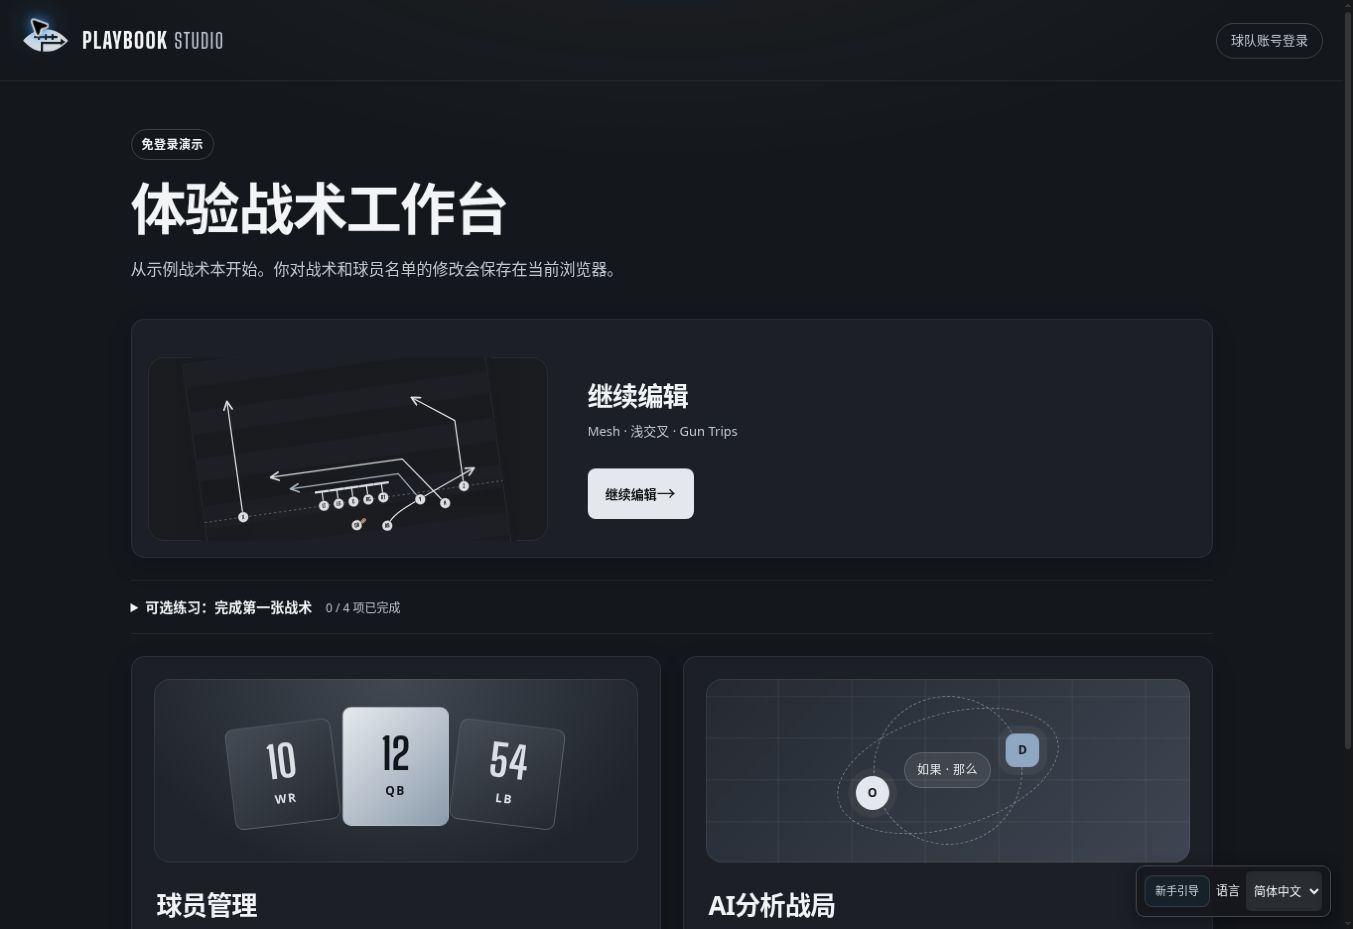 PLAYBOOK STUDIO
球队账号登录
免登录演示
体验战术工作台
从示例战术本开始。你对战术和球员名单的修改会保存在当前浏览器。
继续编辑
Mesh · 浅交叉 · Gun Trips
继续编辑→
可选练习：完成第一张战术 0 / 4 项已完成
10
WR
12
QB
54
LB
如果 · 那么
D
O
球员管理
AI分析战局
新手引导 语言 简体中文